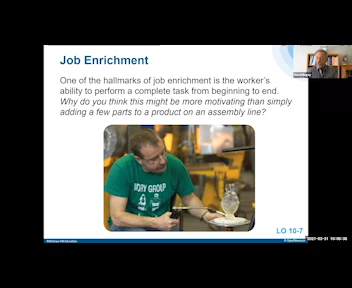 Job Enrichment
One of the hallmarks of job enrichment is the worker's
ability to perform a complete task from beginning to end.
Why do you think this might be more motivating than simply
adding a few parts to a product on an assembly line?
IVORY GROUP
LO 10-7